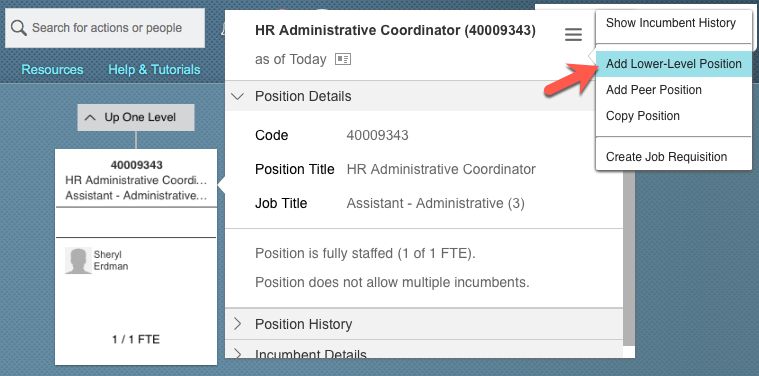 Search for actions or people
Resources
Help & Tutorials
Up One Level
40009343
HR Administrative Coordi...
Assistant - Administrative...
Sheryl
Erdman
1 / 1 FTE
HR Administrative Coordinator (40009343)
as of Today
Position Details
Code 40009343
Position Title HR Administrative Coordinator
Job Title Assistant - Administrative (3)
Position is fully staffed (1 of 1 FTE).
Position does not allow multiple incumbents.
Position History
Incumbent Details
Show Incumbent History
Add Lower-Level Position
Add Peer Position
Copy Position
Create Job Requisition